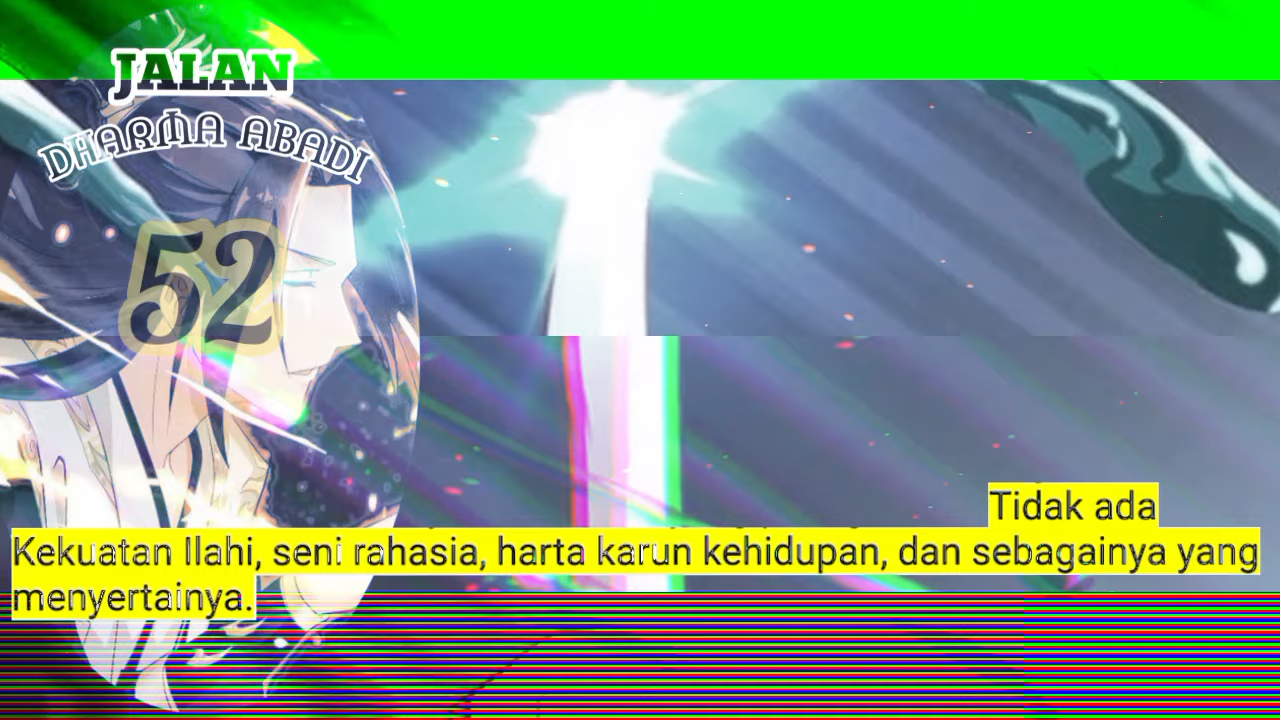 JALAN
DHARMA ABADI
52
Tidak ada
Kekuatan Ilahi, seni rahasia, harta karun kehidupan, dan sebagainya yang
menyertainya.